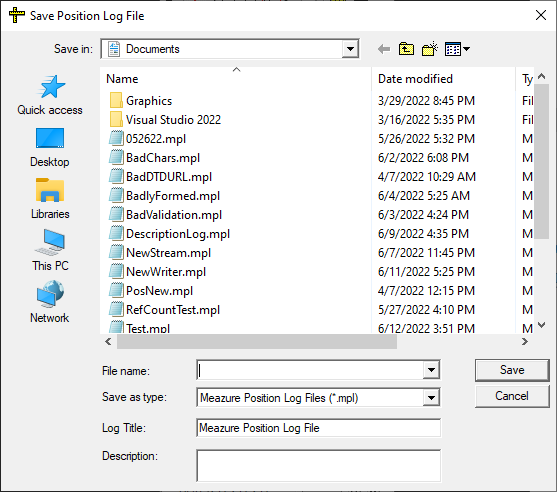 Save Position Log File
Save in: Documents
Name Date modified Ty
Graphics 3/29/2022 8:45 PM Fil
Visual Studio 2022 3/16/2022 5:35 PM Fil
052622.mpl 5/26/2022 5:32 PM M
BadChars.mpl 6/2/2022 6:08 PM M
BadDTDURL.mpl 4/7/2022 10:29 AM M
BadlyFormed.mpl 6/4/2022 5:25 AM M
BadValidation.mpl 6/3/2022 4:24 PM M
DescriptionLog.mpl 6/9/2022 4:35 PM M
NewStream.mpl 6/7/2022 11:45 PM M
NewWriter.mpl 6/11/2022 5:25 PM M
PosNew.mpl 4/7/2022 12:15 PM M
RefCountTest.mpl 5/27/2022 4:10 PM M
Test.mpl 6/12/2022 3:51 PM M
Quick access
Desktop
Libraries
This PC
Network
File name: Save
Save as type: Meazure Position Log Files (*.mpl) Cancel
Log Title: Meazure Position Log File
Description: